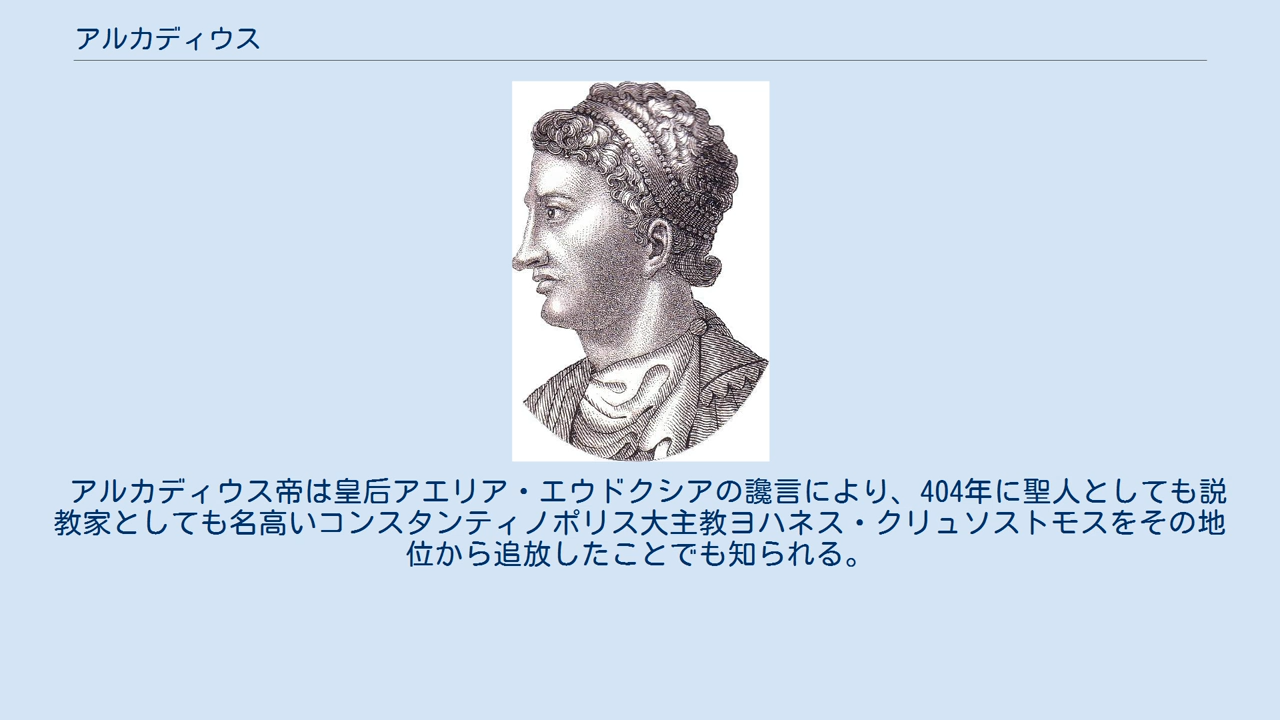 アルカディウス
アルカディウス帝は皇后アエリア・エウドクシアの讒言により、404年に聖人としても説
教家としても名高いコンスタンティノポリス大主教ヨハネス・クリュソストモスをその地
位から追放したことでも知られる。